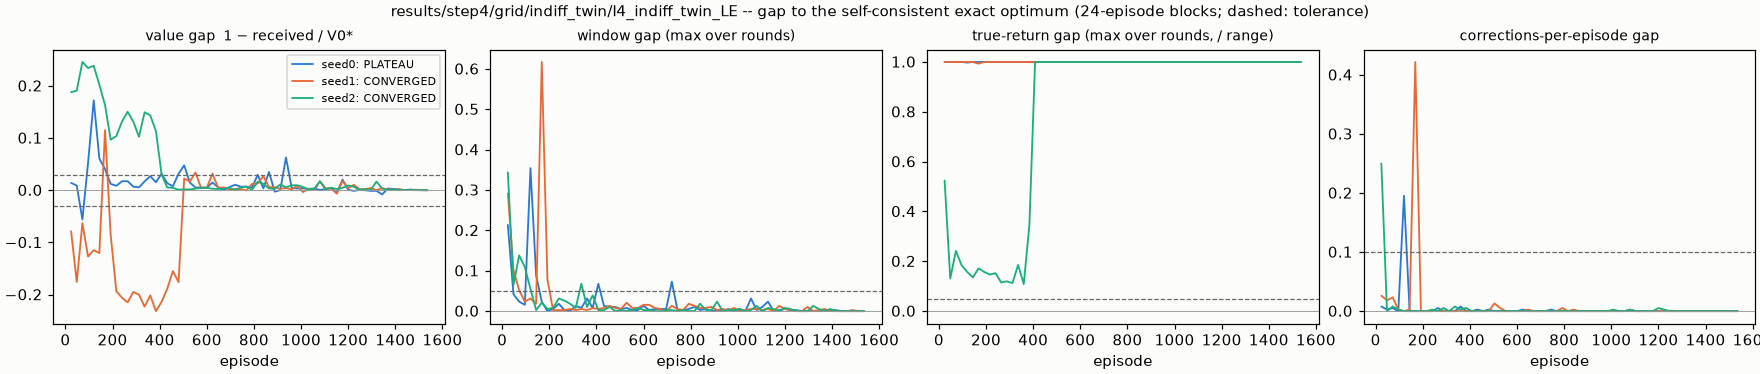 results/step4/grid/indiff_twin/I4_indiff_twin_LE -- gap to the self-consistent exact optimum (24-episode blocks; dashed: tolerance)
value gap 1 − received / V0*
seed0: PLATEAU
seed1: CONVERGED
seed2: CONVERGED
0.2
0.1
0.0
−0.1
−0.2
0 200 400 600 800 1000 1200 1400 1600
episode
window gap (max over rounds)
0.6
0.5
0.4
0.3
0.2
0.1
0.0
0 200 400 600 800 1000 1200 1400 1600
episode
true-return gap (max over rounds, / range)
1.0
0.8
0.6
0.4
0.2
0.0
0 200 400 600 800 1000 1200 1400 1600
episode
corrections-per-episode gap
0.4
0.3
0.2
0.1
0.0
0 200 400 600 800 1000 1200 1400 160
episode